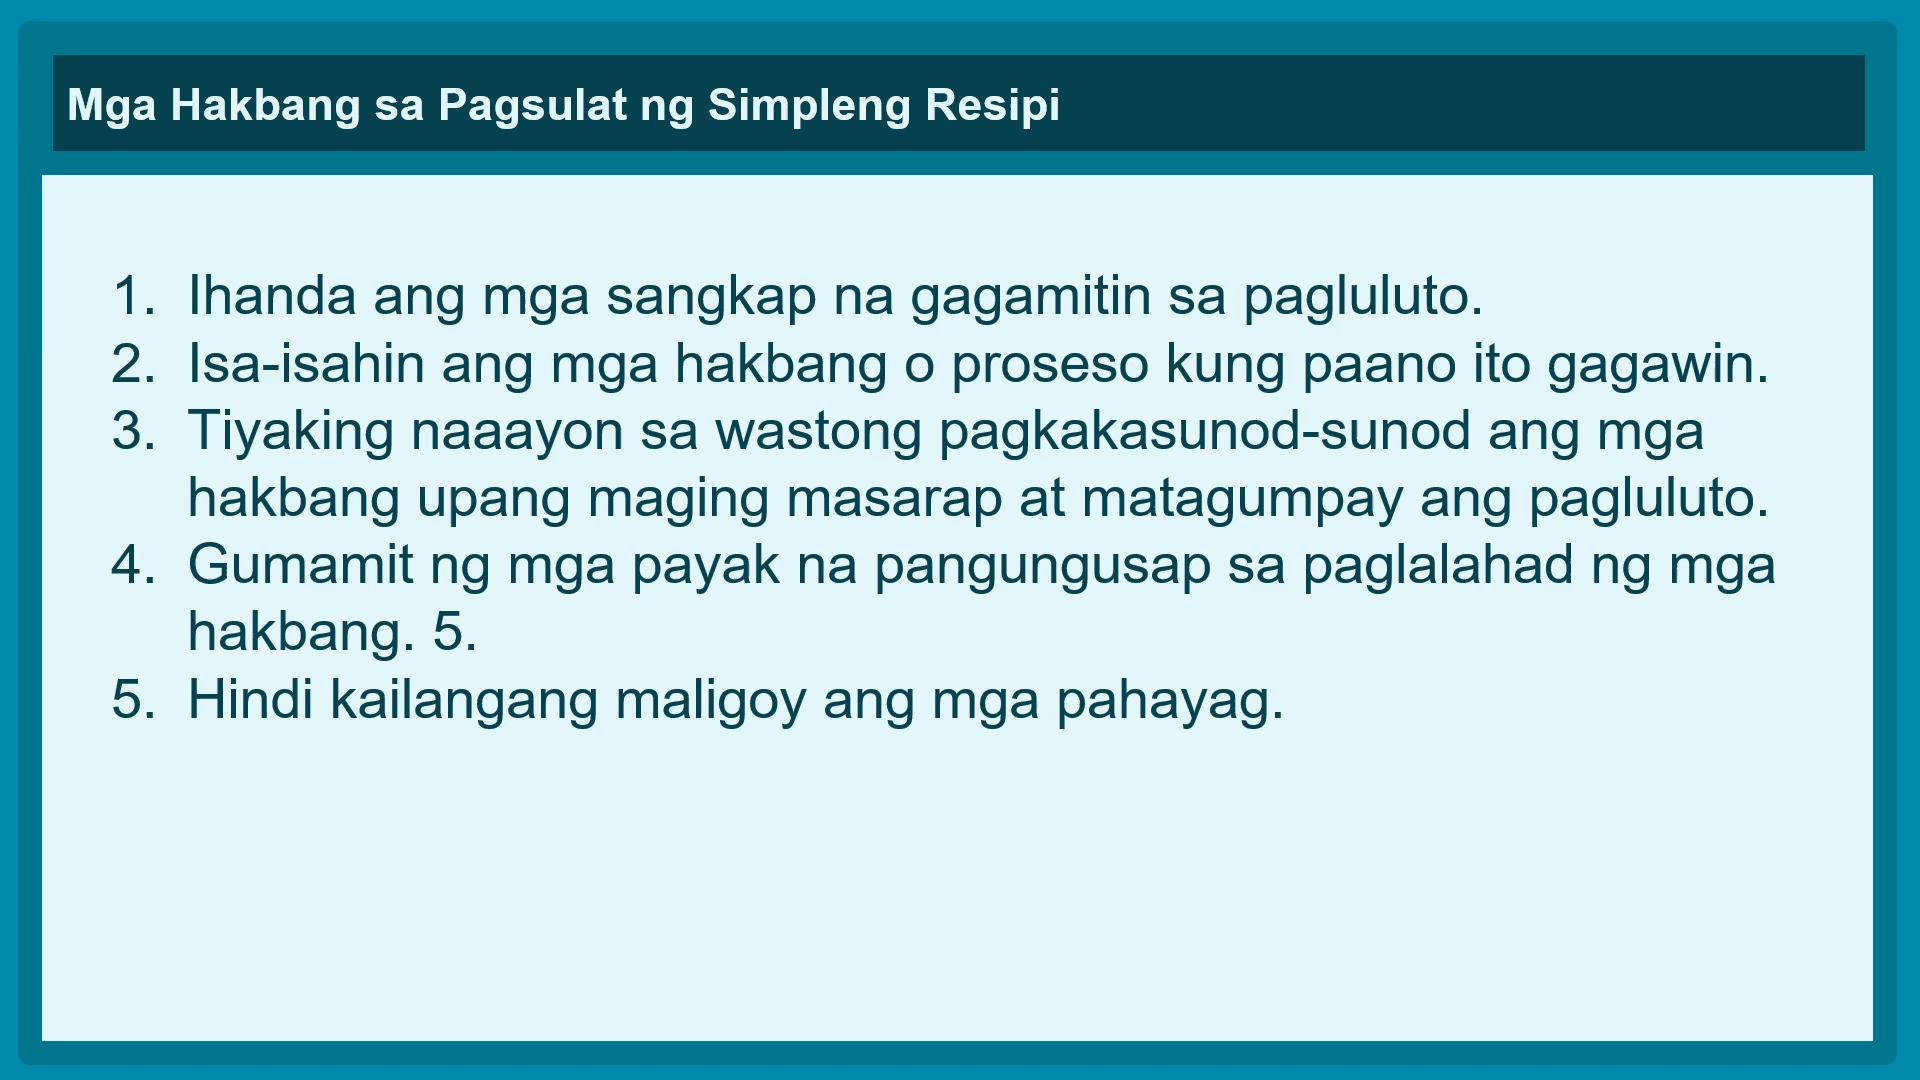 Mga Hakbang sa Pagsulat ng Simpleng Resipi
1. Ihanda ang mga sangkap na gagamitin sa pagluluto.
2. Isa-isahin ang mga hakbang o proseso kung paano ito gagawin.
3. Tiyaking naaayon sa wastong pagkakasunod-sunod ang mga
hakbang upang maging masarap at matagumpay ang pagluluto.
4. Gumamit ng mga payak na pangungusap sa paglalahad ng mga
hakbang. 5.
5. Hindi kailangang maligoy ang mga pahayag.